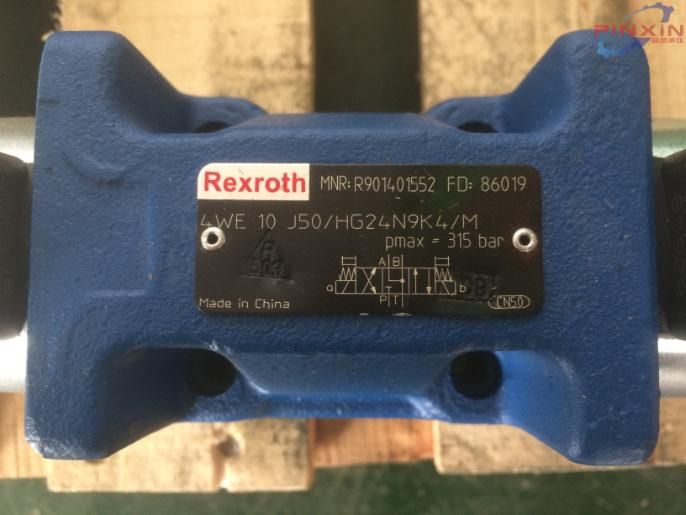 PINXIN
Rexroth MNR: R901401552 FD: 86019
4WE 10 J50/HG24N9K4/M
pmax = 315 bar
A B
a b
T
P T
Made in China
CN50